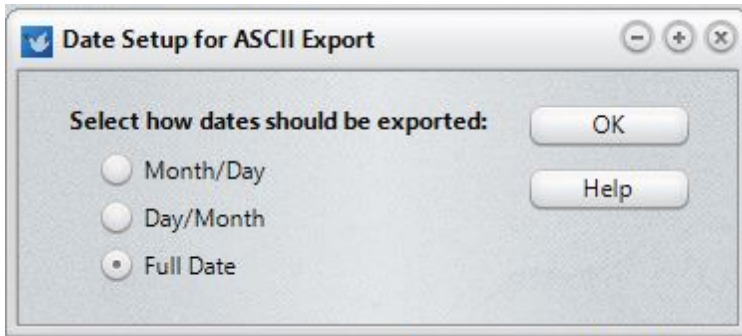 Date Setup for ASCII Export
Select how dates should be exported:
OK
Month/Day
Help
Day/Month
Full Date